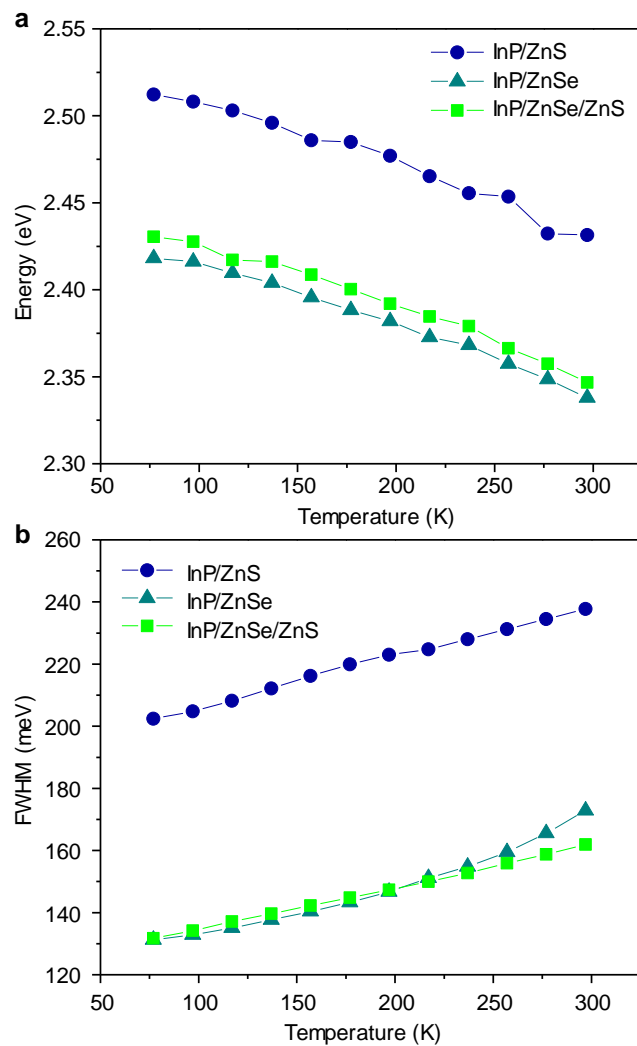 a
2.55
2.50
2.45
2.40
2.35
2.30
Energy (eV)
InP/ZnS
InP/ZnSe
InP/ZnSe/ZnS
50
100
150
200
250
300
Temperature (K)
b
260
240
220
200
180
160
140
120
FWHM (meV)
InP/ZnS
InP/ZnSe
InP/ZnSe/ZnS
50
100
150
200
250
300
Temperature (K)